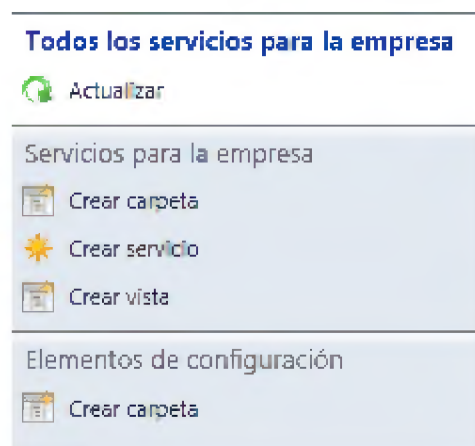 Todos los servicios para la empresa
Actualizar
Servicios para la empresa
Crear carpeta
Crear servicio
Crear vista
Elementos de configuración
Crear carpeta